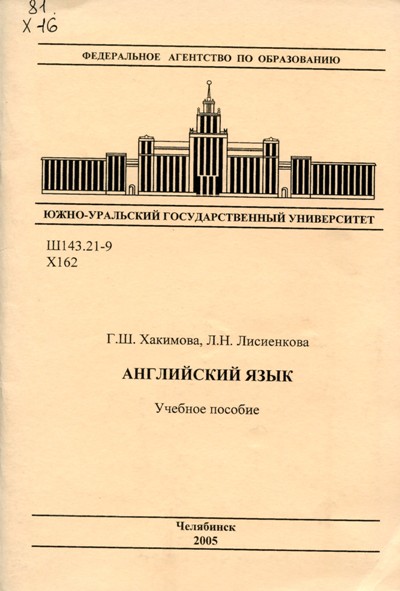 81.
Х-16
ФЕДЕРАЛЬНОЕ АГЕНТСТВО ПО ОБРАЗОВАНИЮ
ЮЖНО-УРАЛЬСКИЙ ГОСУДАРСТВЕННЫЙ УНИВЕРСИТЕТ
Ш143.21-9
Х162
Г.Ш. Хакимова, Л.Н. Лисиенкова
АНГЛИЙСКИЙ ЯЗЫК
Учебное пособие
Челябинск
2005